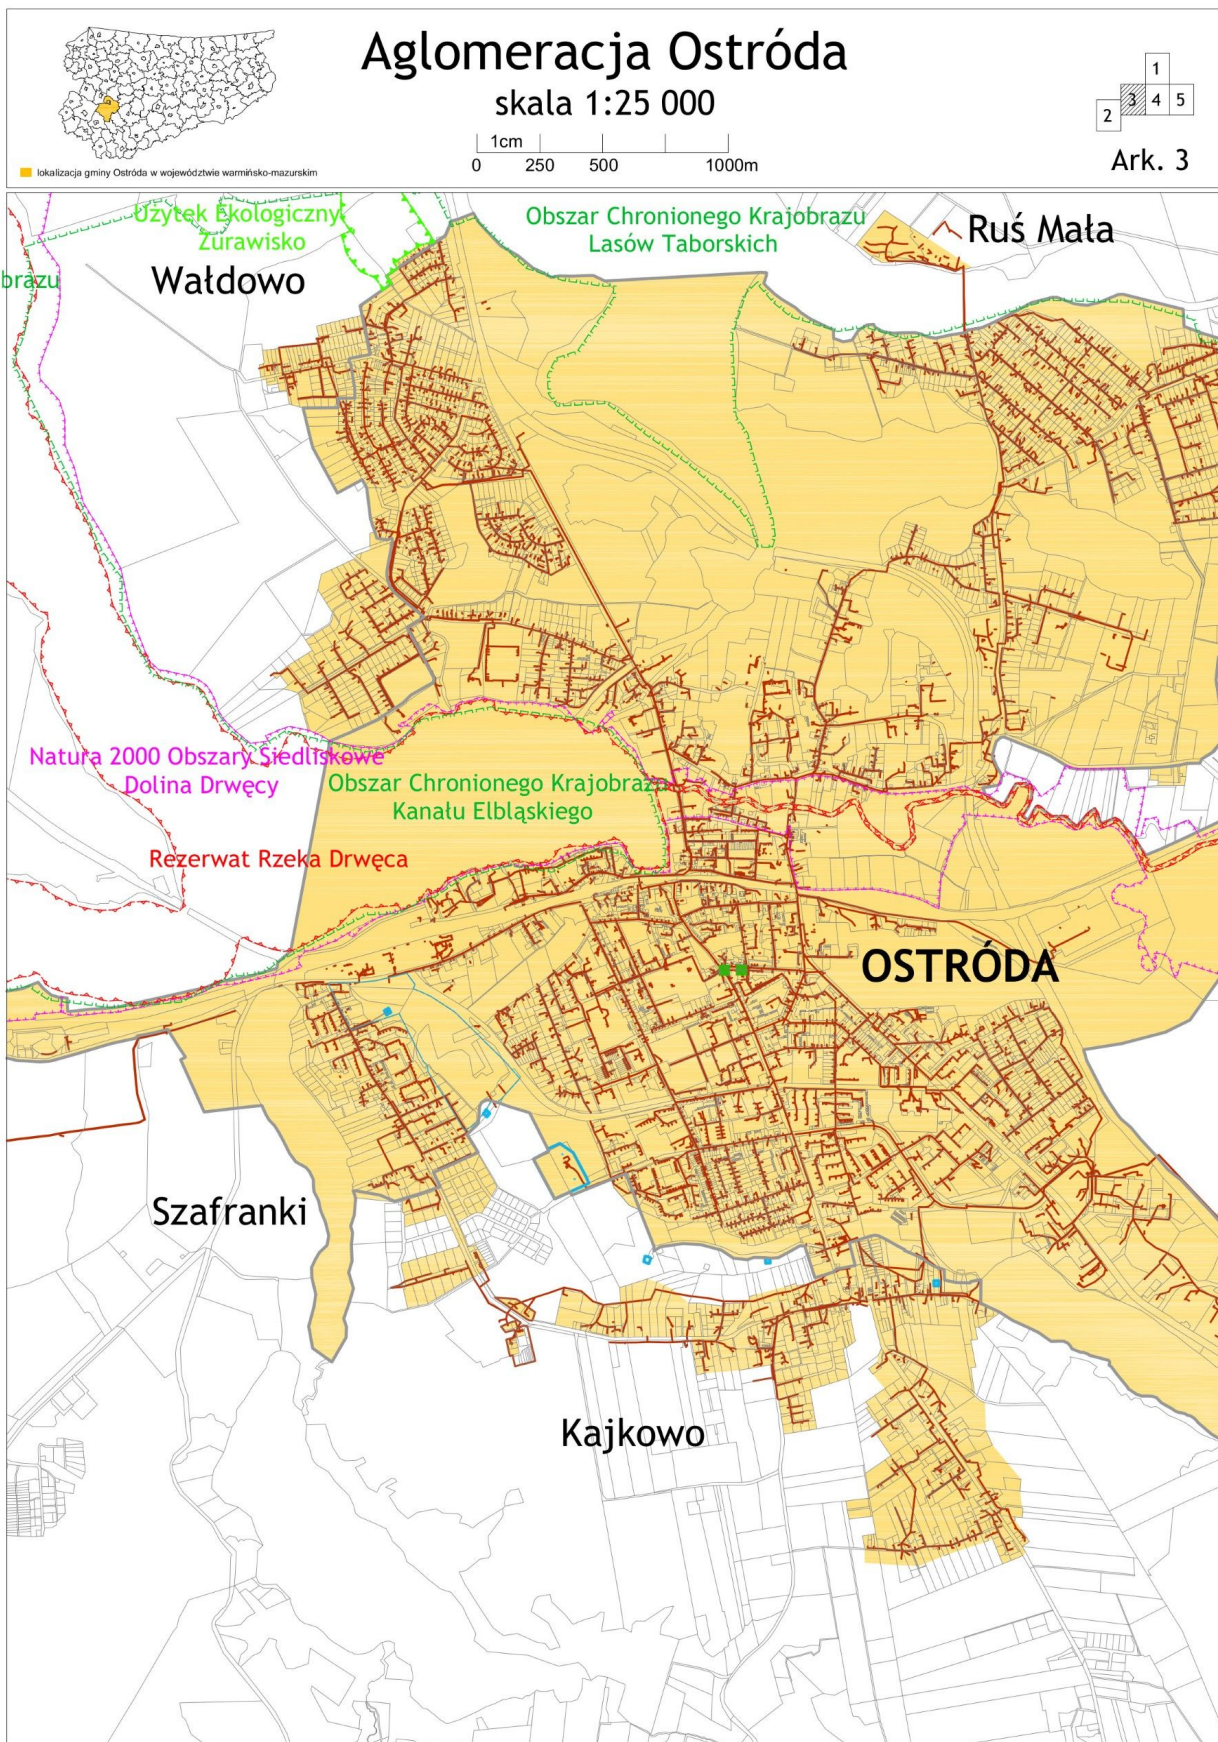 Aglomeracja Ostróda
skala 1:25 000
1cm
0 250 500 1000m
lokalizacja gminy Ostróda w województwie warmińsko-mazurskim
1
3 4 5
2
Ark. 3
Użytek Ekologiczny
Żurawisko
Obszar Chronionego Krajobrazu
Lasów Taborskich
Ruś Mała
brazu
Wałdowo
Natura 2000 Obszary Siedliskowe
Dolina Drwęcy
Obszar Chronionego Krajobrazu
Kanału Elbląskiego
Rezerwat Rzeka Drwęca
OSTRÓDA
Szafranki
Kajkowo